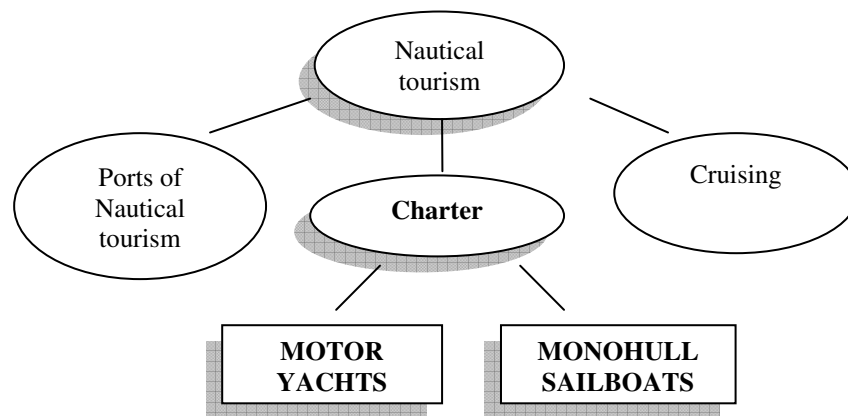 Nautical
tourism
Ports of
Nautical
tourism
Charter
Cruising
MOTOR
YACHTS
MONOHULL
SAILBOATS